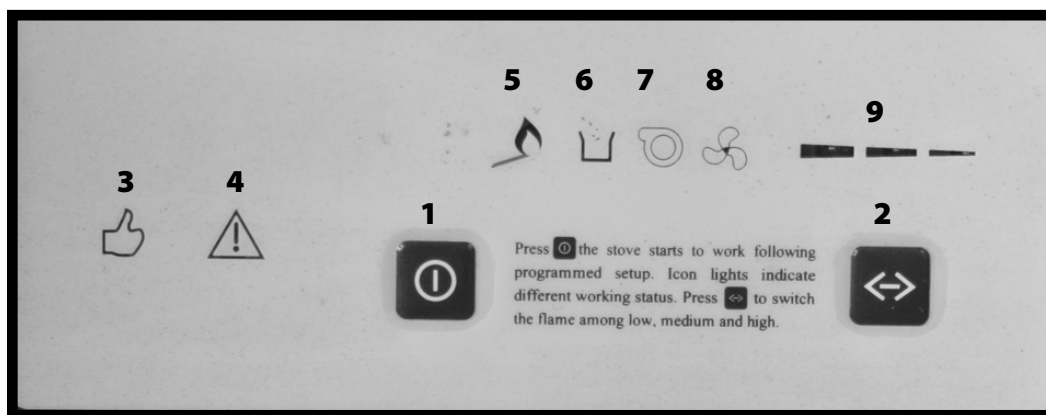 5 6 7 8
9
3 4
1 2
Press the stove starts to work following
programmed setup. Icon lights indicate
different working status. Press to switch
the flame among low, medium and high.